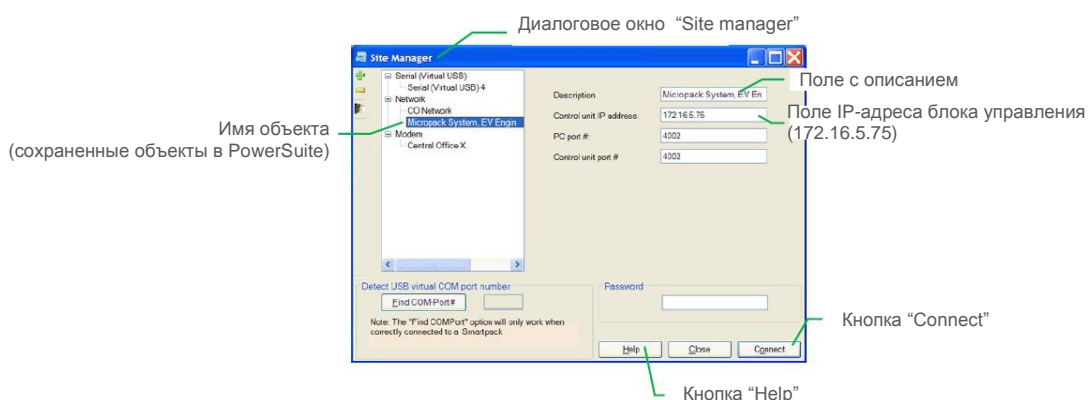 Диалоговое окно “Site manager”
Site Manager
Serial (Virtual USB)
Serial (Virtual USB) 4
Network
CO Network
Micropack System, EV Engin
Modem
Central Office X
Имя объекта
(сохраненные объекты в PowerSuite)
Description
Micropack System, EV En
Поле с описанием
Control unit IP address:
172.16.5.75
Поле IP-адреса блока управления
(172.16.5.75)
PC port #:
4002
Control unit port #
4002
Detect USB virtual COM port number
Find COM-Port#
Note: The "Find COMPort" option will only work when
correctly connected to a Smartpack
Password
Help
Close
Connect
Кнопка “Connect”
Кнопка “Help”